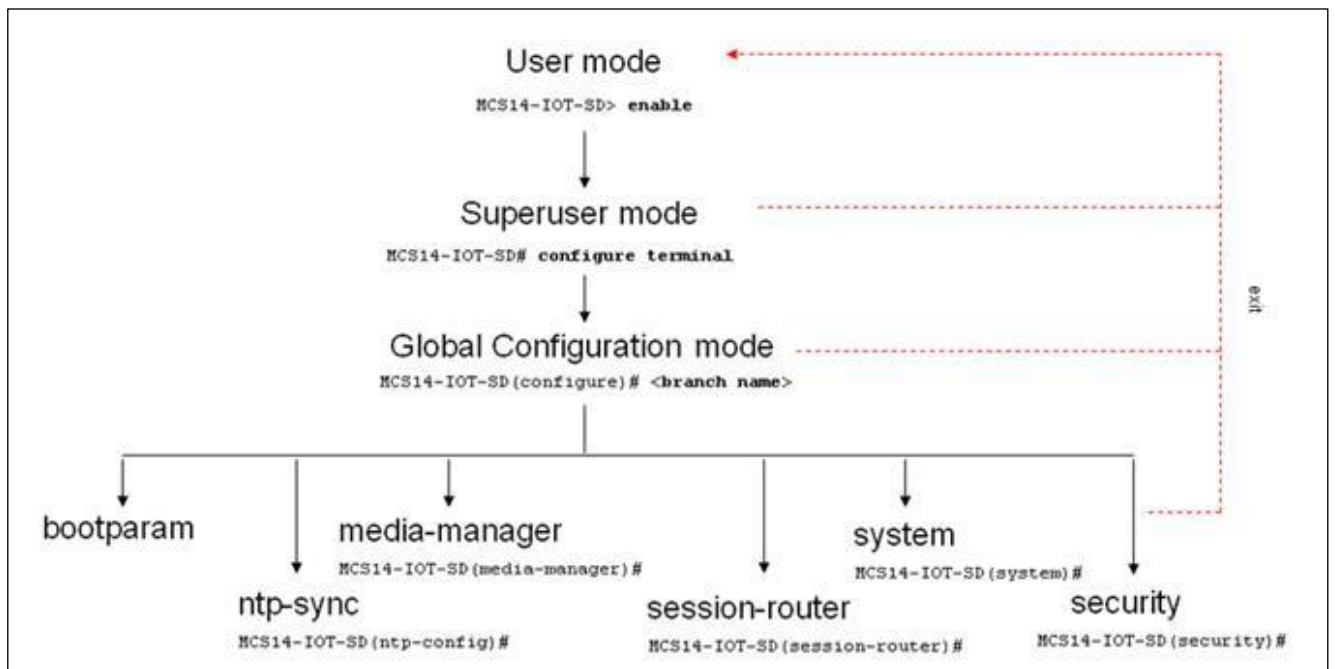 User mode
MCS14-IOT-SD> enable
Superuser mode
MCS14-IOT-SD# configure terminal
exit
Global Configuration mode
MCS14-IOT-SD(configure)# <branch name>
bootparam
media-manager
MCS14-IOT-SD(media-manager)#
system
MCS14-IOT-SD(system)#
ntp-sync
MCS14-IOT-SD(ntp-config)#
session-router
MCS14-IOT-SD(session-router)#
security
MCS14-IOT-SD(security)#